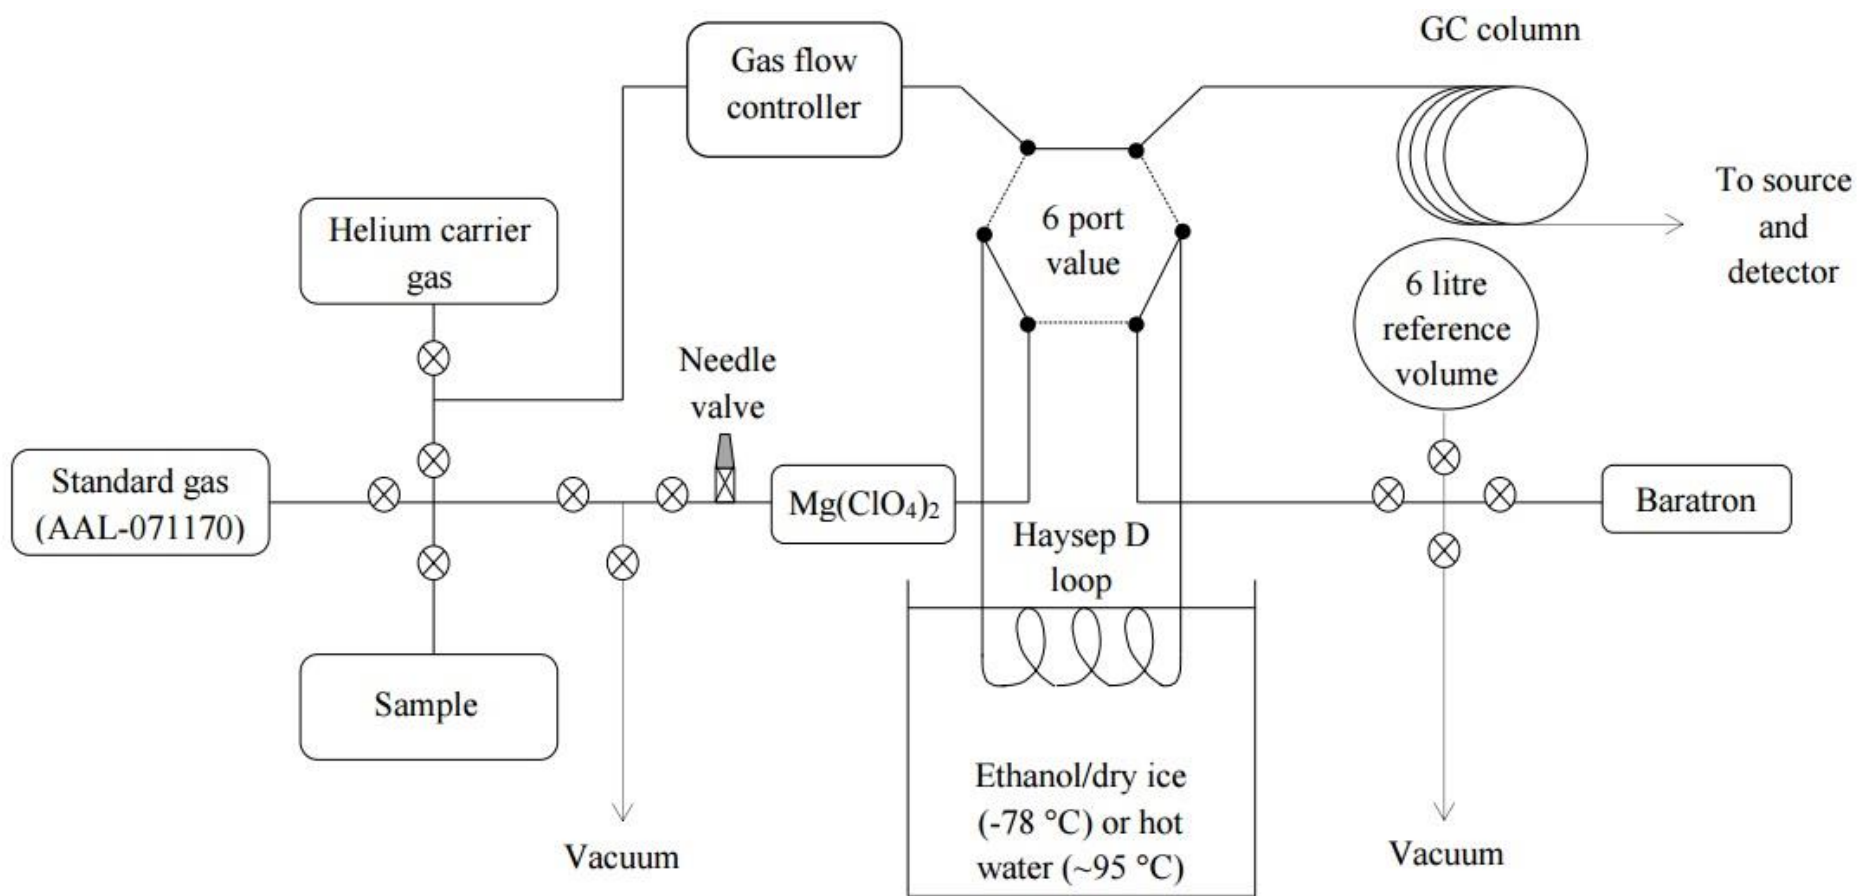 GC column
Gas flow
controller
To source
and
detector
Helium carrier
gas
6 port
value
6 litre
reference
volume
Needle
valve
Standard gas
(AAL-071170)
Mg(ClO4)2
Baratron
Haysep D
loop
Sample
Ethanol/dry ice
(-78 °C) or hot
water (~95 °C)
Vacuum
Vacuum